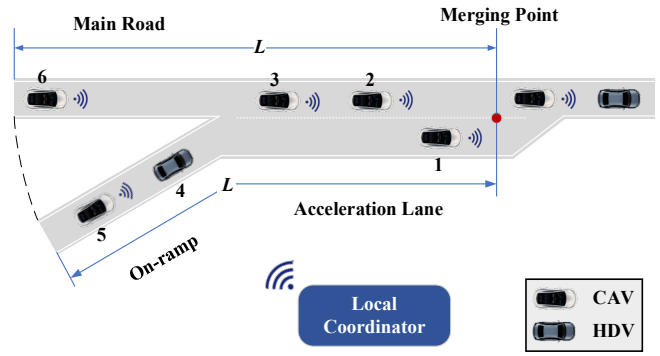 Merging Point
Main Road
L
6
3
2
1
4
5
L
Acceleration Lane
On-ramp
Local
Coordinator
CAV
HDV